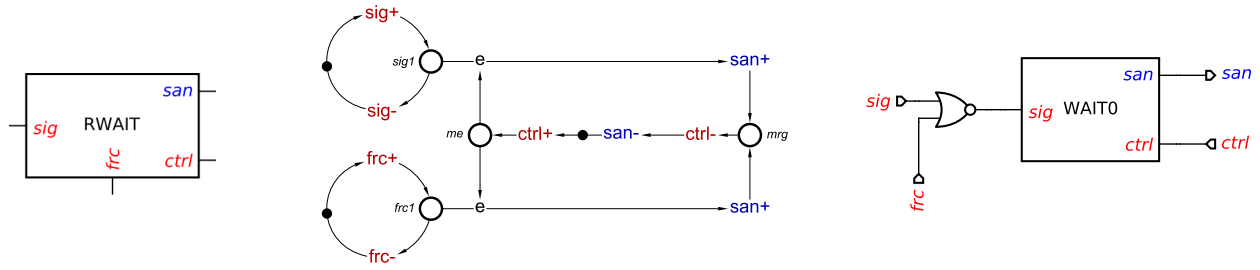 san
sig
RWAIT
frc
ctrl
sig+
sig1
e
san+
sig-
me
ctrl+
san-
ctrl-
mrg
frc+
frc1
e
san+
frc-
san
san
sig
sig
WAIT0
ctrl
ctrl
frc